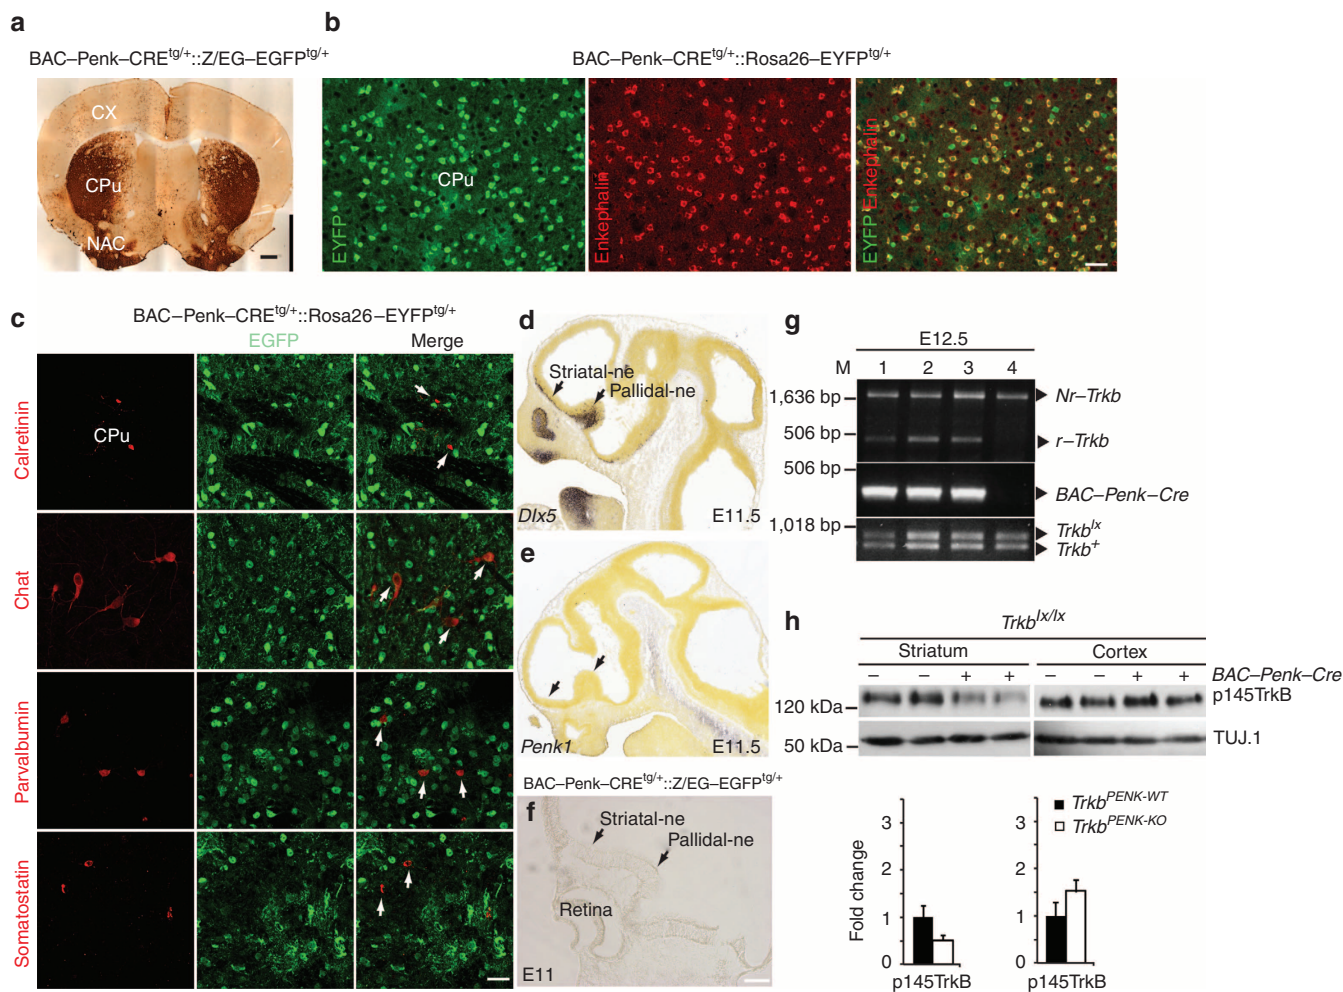 a
BAC–Penk–CRE^tg/+::Z/EG–EGFP^tg/+
CX
CPu
NAC
b
BAC–Penk–CRE^tg/+::Rosa26–EYFP^tg/+
EYFP
CPu
Enkephalin
EYFP Enkephalin
c
BAC–Penk–CRE^tg/+::Rosa26–EYFP^tg/+
EGFP
Merge
Calretinin
CPu
Chat
Parvalbumin
Somatostatin
d
Striatal-ne
Pallidal-ne
Dlx5
E11.5
e
Penk1
E11.5
BAC–Penk–CRE^tg/+::Z/EG–EGFP^tg/+
f
Striatal-ne
Pallidal-ne
Retina
E11
g
E12.5
M 1 2 3 4
1,636 bp
Nr–Trkb
506 bp
r–Trkb
506 bp
BAC–Penk–Cre
1,018 bp
Trkb^lx
Trkb^+
h
Trkb^lx/lx
Striatum Cortex
– – + + – – + + BAC–Penk–Cre
p145TrkB
120 kDa
50 kDa
TUJ.1
Fold change
3
2
1
0
p145TrkB
3
2
1
0
p145TrkB
Trkb^PENK-WT
Trkb^PENK-KO